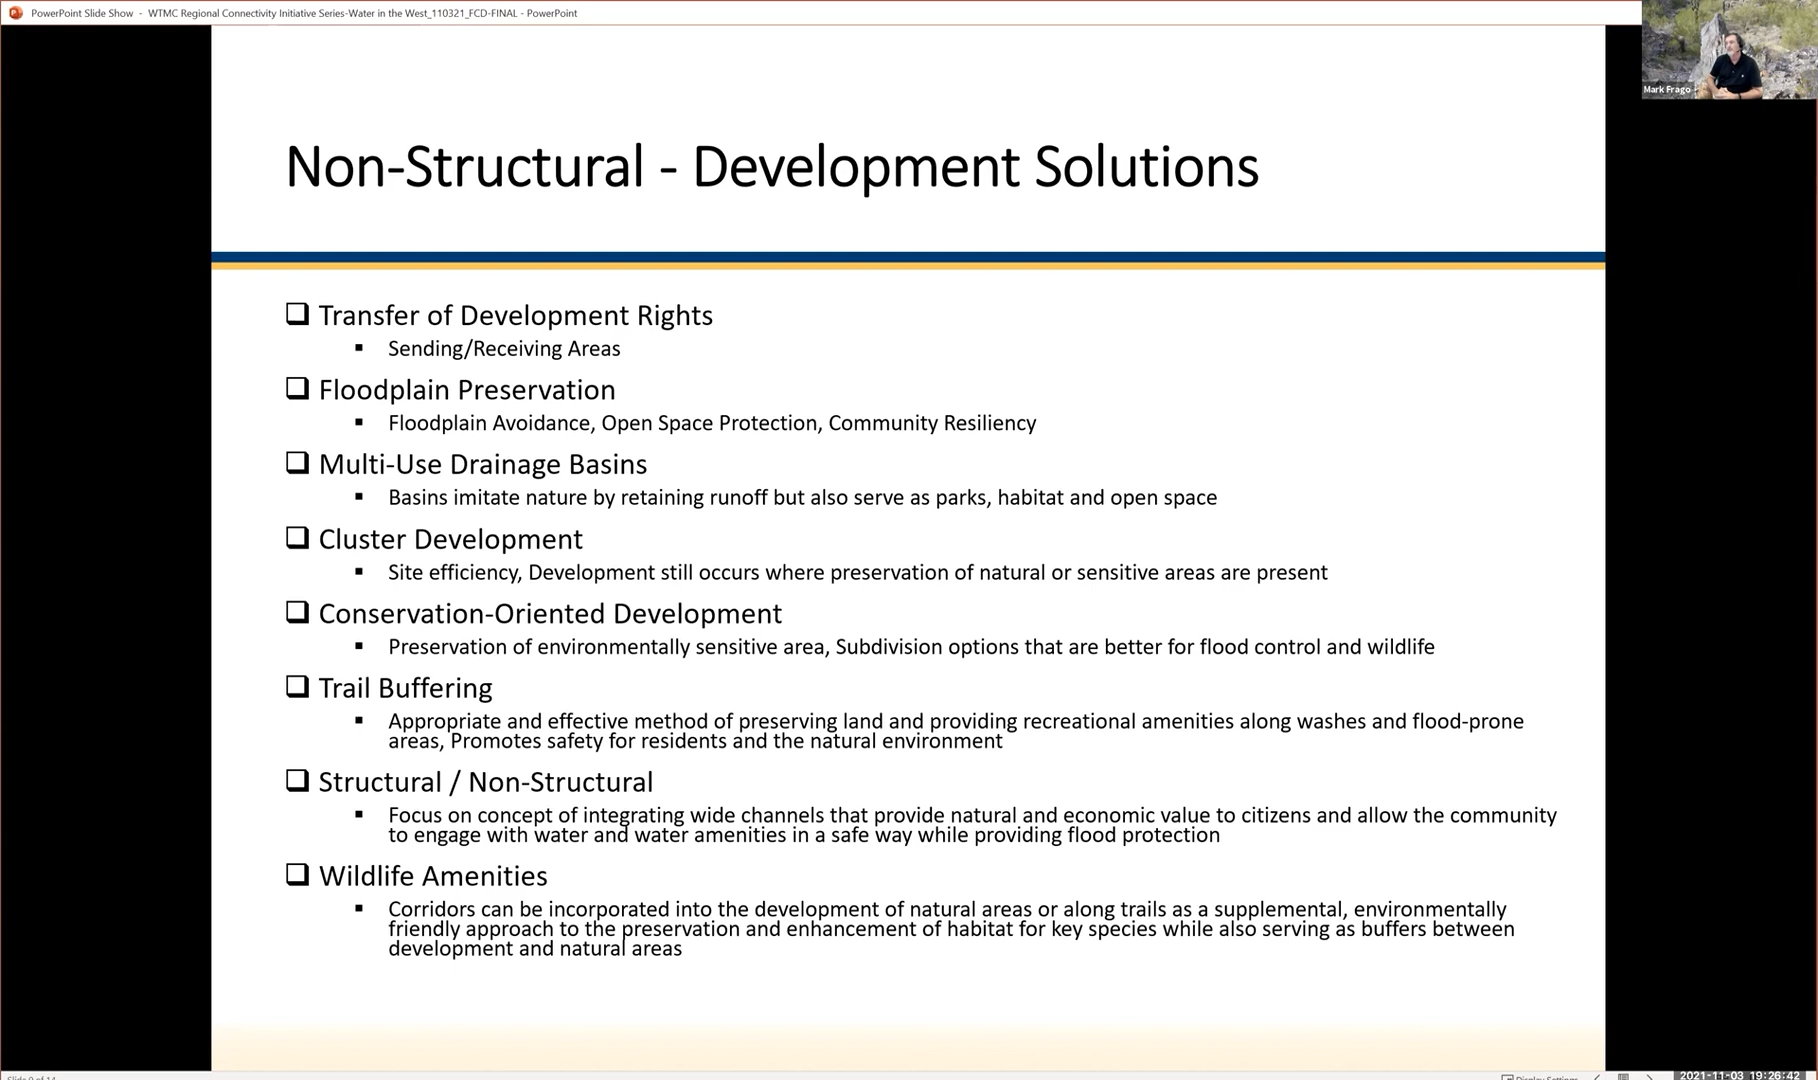 PowerPoint Slide Show - WTMC Regional Connectivity Initiative Series-Water in the West_110321_FCD-FINAL - PowerPoint
Mark Frago
Non-Structural - Development Solutions
Transfer of Development Rights
Sending/Receiving Areas
Floodplain Preservation
Floodplain Avoidance, Open Space Protection, Community Resiliency
Multi-Use Drainage Basins
Basins imitate nature by retaining runoff but also serve as parks, habitat and open space
Cluster Development
Site efficiency, Development still occurs where preservation of natural or sensitive areas are present
Conservation-Oriented Development
Preservation of environmentally sensitive area, Subdivision options that are better for flood control and wildlife
Trail Buffering
Appropriate and effective method of preserving land and providing recreational amenities along washes and flood-prone
areas, Promotes safety for residents and the natural environment
Structural / Non-Structural
Focus on concept of integrating wide channels that provide natural and economic value to citizens and allow the community
to engage with water and water amenities in a safe way while providing flood protection
Wildlife Amenities
Corridors can be incorporated into the development of natural areas or along trails as a supplemental, environmentally
friendly approach to the preservation and enhancement of habitat for key species while also serving as buffers between
development and natural areas
Slide 9 of 14
Display Settings
2021-11-03 19:26:42